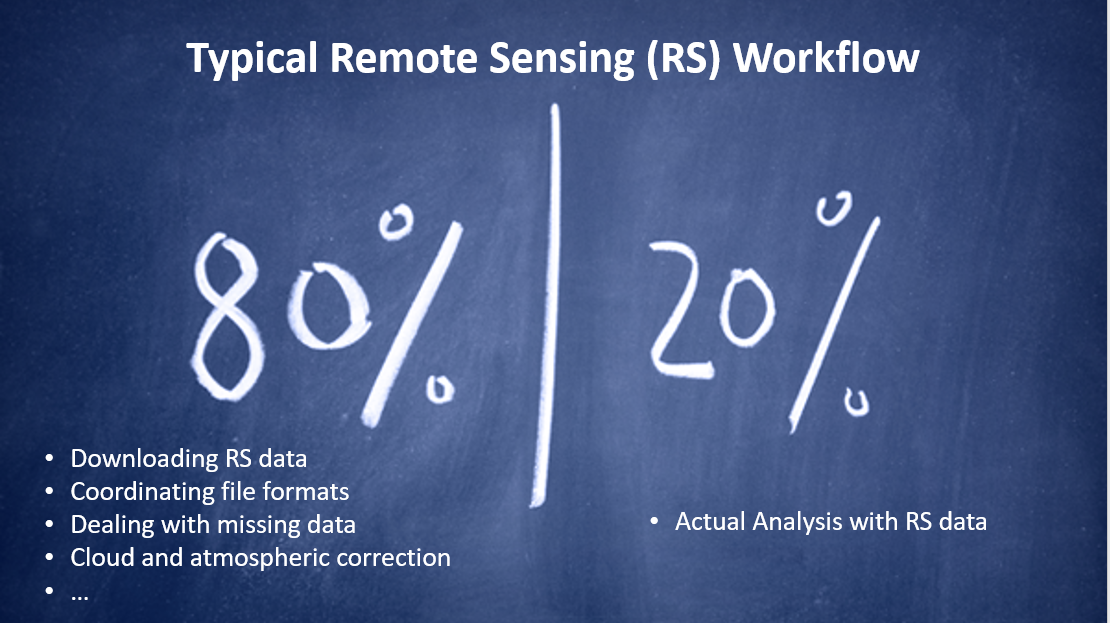 Typical Remote Sensing (RS) Workflow
80%
20%
• Downloading RS data
• Coordinating file formats
• Dealing with missing data
• Cloud and atmospheric correction
• ...
• Actual Analysis with RS data